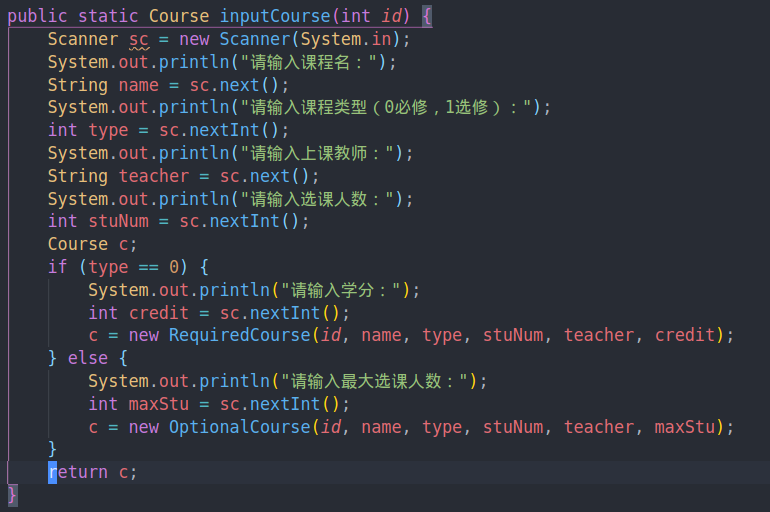 public static Course inputCourse(int id) {
    Scanner sc = new Scanner(System.in);
    System.out.println("请输入课程名：");
    String name = sc.next();
    System.out.println("请输入课程类型（0必修，1选修）：");
    int type = sc.nextInt();
    System.out.println("请输入上课教师：");
    String teacher = sc.next();
    System.out.println("请输入选课人数：");
    int stuNum = sc.nextInt();
    Course c;
    if (type == 0) {
        System.out.println("请输入学分：");
        int credit = sc.nextInt();
        c = new RequiredCourse(id, name, type, stuNum, teacher, credit);
    } else {
        System.out.println("请输入最大选课人数：");
        int maxStu = sc.nextInt();
        c = new OptionalCourse(id, name, type, stuNum, teacher, maxStu);
    }
    return c;
}